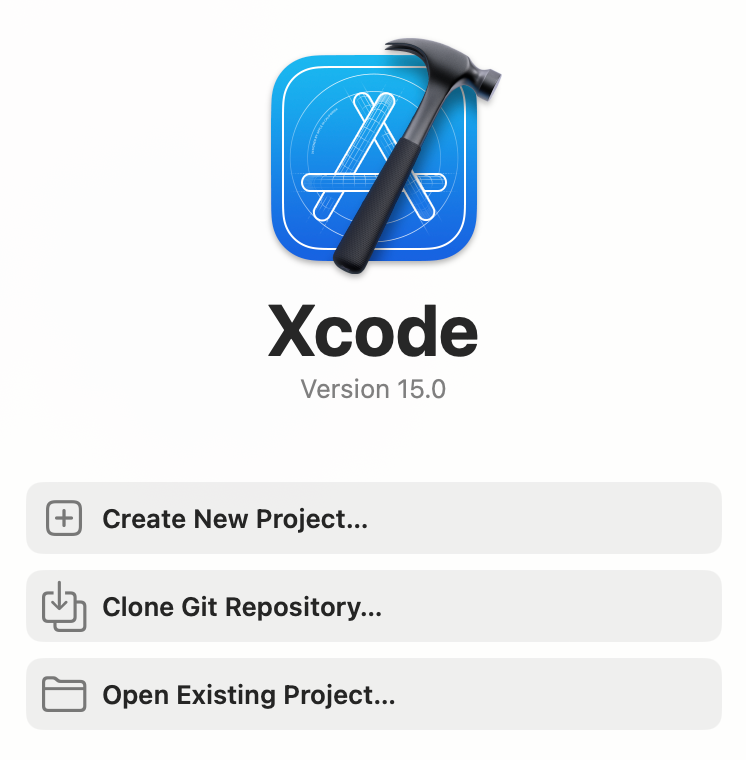 Xcode
Version 15.0
Create New Project...
Clone Git Repository...
Open Existing Project...